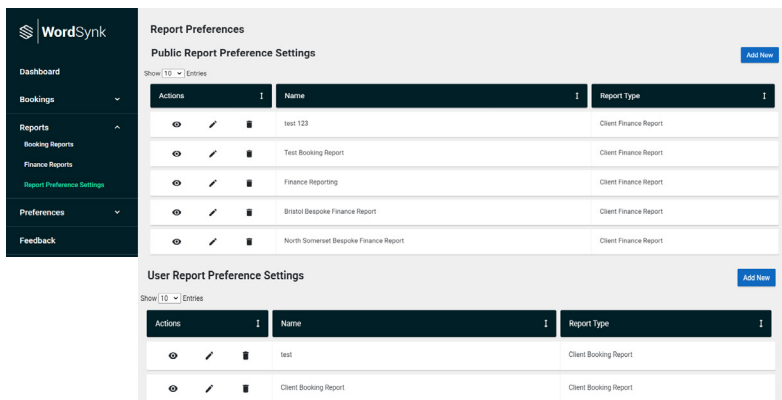 WordSynk
Dashboard
Bookings
Reports
Booking Reports
Finance Reports
Report Preference Settings
Preferences
Feedback
Report Preferences
Public Report Preference Settings
Add New
Show 10 Entries
Actions Name Report Type
test 123 Client Finance Report
Test Booking Report Client Finance Report
Finance Reporting Client Finance Report
Bristol Bespoke Finance Report Client Finance Report
North Somerset Bespoke Finance Report Client Finance Report
User Report Preference Settings
Add New
Show 10 Entries
Actions Name Report Type
test Client Booking Report
Client Booking Report Client Booking Report